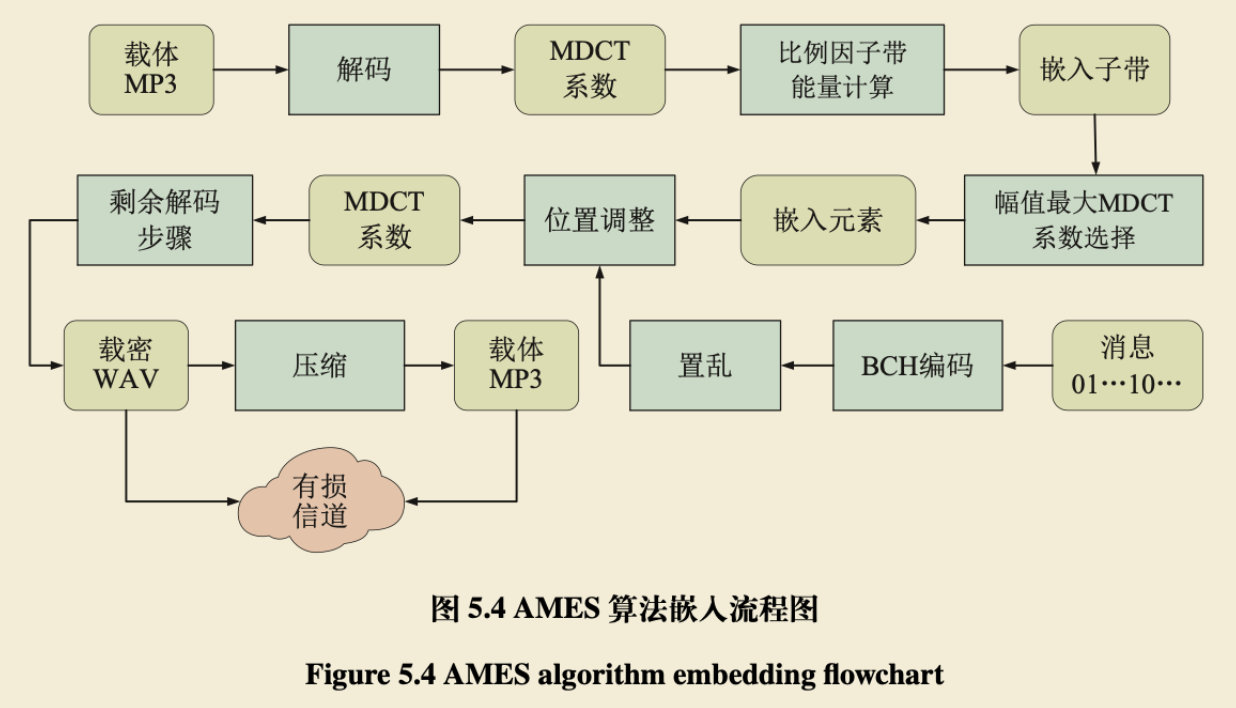 载体
MP3
解码
MDCT
系数
比例因子带
能量计算
嵌入子带
剩余解码
步骤
MDCT
系数
位置调整
嵌入元素
幅值最大MDCT
系数选择
载密
WAV
压缩
载体
MP3
置乱
BCH编码
消息
01…10…
有损
信道
图 5.4 AMES 算法嵌入流程图
Figure 5.4 AMES algorithm embedding flowchart